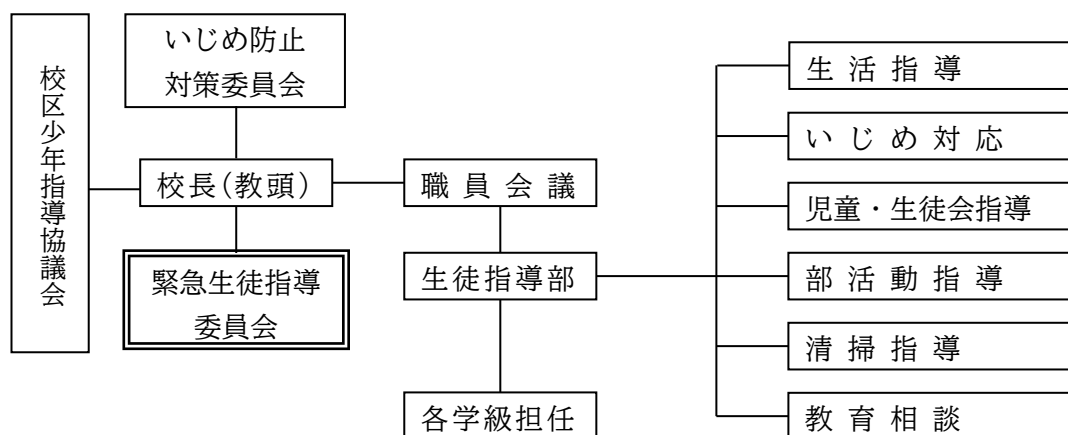 校区少年指導協議会
いじめ防止
対策委員会
校長(教頭)
緊急生徒指導
委員会
職員会議
生徒指導部
各学級担任
生活指導
いじめ対応
児童・生徒会指導
部活動指導
清掃指導
教育相談